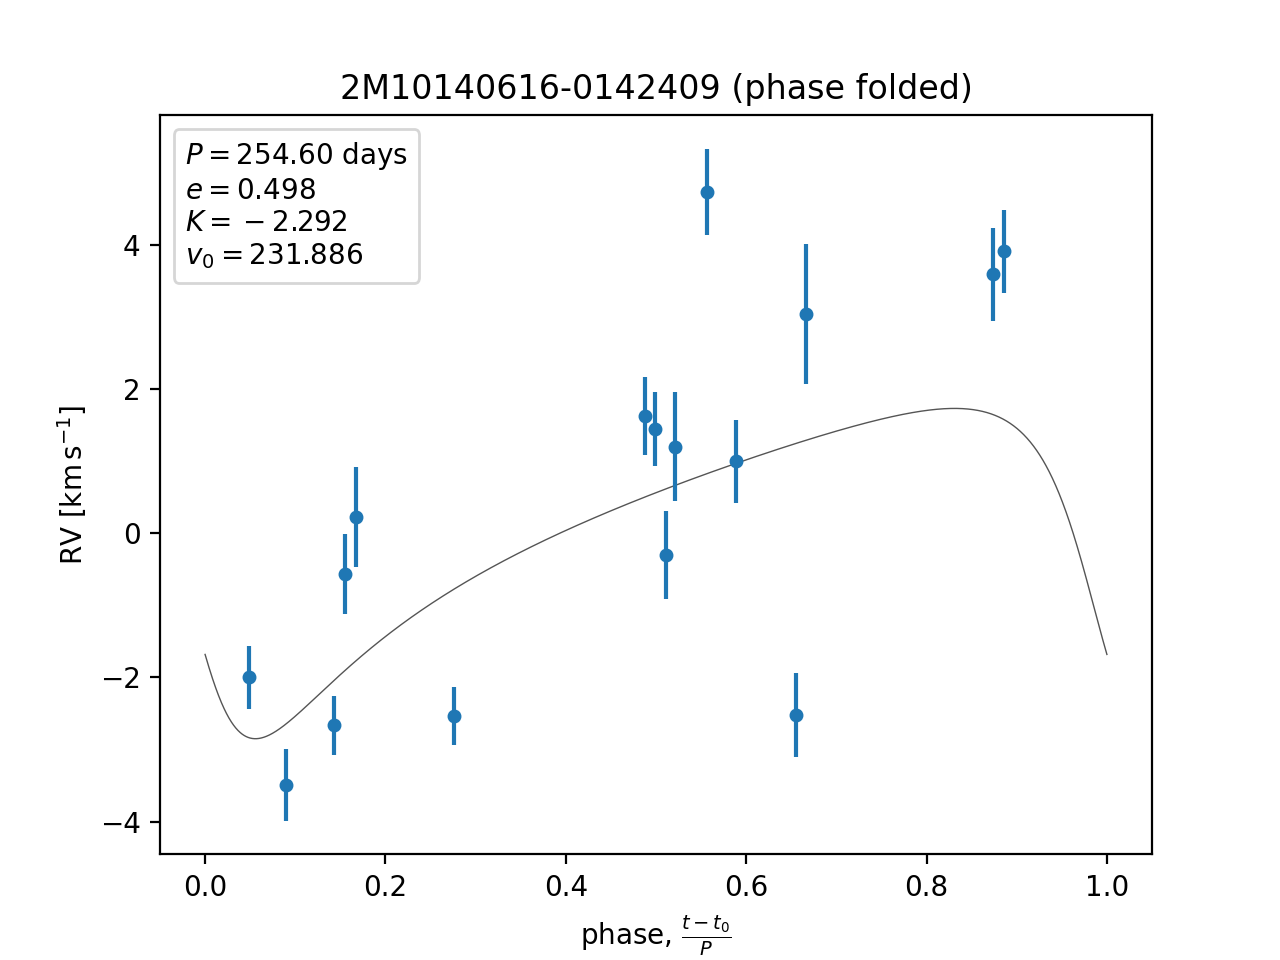 2M10140616-0142409 (phase folded)
P = 254.60 days
e = 0.498
K = −2.292
v₀ = 231.886
RV [km s⁻¹]
4
2
0
−2
−4
0.0 0.2 0.4 0.6 0.8 1.0
phase, (t − t₀)/P